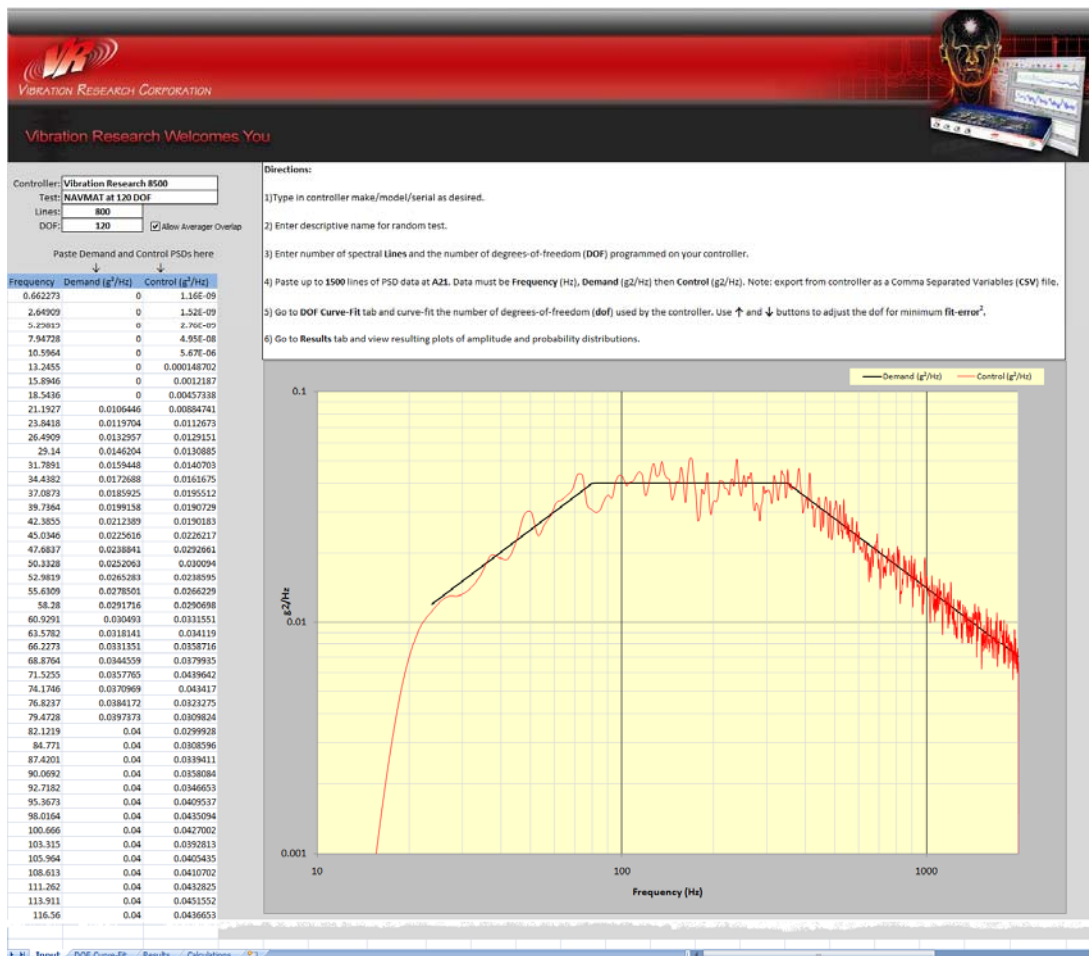 VR
VIBRATION RESEARCH CORPORATION
Vibration Research Welcomes You
Controller: Vibration Research 8500
Test: NAVMAT at 120 DOF
Lines: 800
DOF: 120 Allow Averager Overlap
Paste Demand and Control PSDs here
↓ ↓
Frequency Demand (g²/Hz) Control (g²/Hz)
0.662273 0 1.16E-09
2.64909 0 1.52E-09
5.29819 0 2.76E-09
7.94728 0 4.95E-08
10.5964 0 5.67E-06
13.2455 0 0.000148702
15.8946 0 0.0012187
18.5436 0 0.00457338
21.1927 0.0106446 0.00884741
23.8418 0.0119704 0.0112673
26.4909 0.0132957 0.0129151
29.14 0.0146204 0.0130885
31.7891 0.0159448 0.0140703
34.4382 0.0172688 0.0161675
37.0873 0.0185925 0.0195512
39.7364 0.0199158 0.0190729
42.3855 0.0212389 0.0190183
45.0346 0.0225616 0.0226217
47.6837 0.0238841 0.0292661
50.3328 0.0252063 0.030094
52.9819 0.0265283 0.0238595
55.6309 0.0278501 0.0266229
58.28 0.0291716 0.0290698
60.9291 0.030493 0.0331551
63.5782 0.0318141 0.034119
66.2273 0.0331351 0.0358716
68.8764 0.0344559 0.0379935
71.5255 0.0357765 0.0439642
74.1746 0.0370969 0.043417
76.8237 0.0384172 0.0323275
79.4728 0.0397373 0.0309824
82.1219 0.04 0.0299928
84.771 0.04 0.0308596
87.4201 0.04 0.0339411
90.0692 0.04 0.0358084
92.7182 0.04 0.0346653
95.3673 0.04 0.0409537
98.0164 0.04 0.0435094
100.666 0.04 0.0427002
103.315 0.04 0.0392813
105.964 0.04 0.0405435
108.613 0.04 0.0410702
111.262 0.04 0.0432825
113.911 0.04 0.0451552
116.56 0.04 0.0436653
Directions:
1)Type in controller make/model/serial as desired.
2) Enter descriptive name for random test.
3) Enter number of spectral Lines and the number of degrees-of-freedom (DOF) programmed on your controller.
4) Paste up to 1500 lines of PSD data at A21. Data must be Frequency (Hz), Demand (g2/Hz) then Control (g2/Hz). Note: export from controller as a Comma Separated Variables (CSV) file.
5) Go to DOF Curve-Fit tab and curve-fit the number of degrees-of-freedom (dof) used by the controller. Use ↑ and ↓ buttons to adjust the dof for minimum fit-error².
6) Go to Results tab and view resulting plots of amplitude and probability distributions.
Demand (g²/Hz) Control (g²/Hz)
0.1
0.01
0.001
g2/Hz
10 100 1000
Frequency (Hz)
Input DOF Curve-Fit Results Calculations